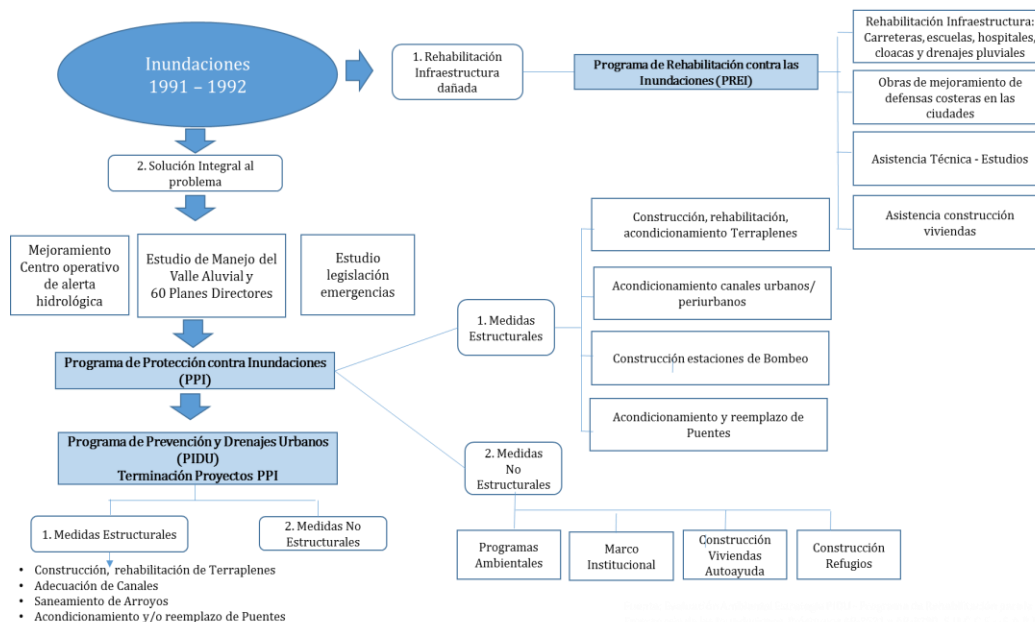 Inundaciones
1991 – 1992
1. Rehabilitación
Infraestructura
dañada
Programa de Rehabilitación contra las
Inundaciones (PREI)
Rehabilitación Infraestructura:
Carreteras, escuelas, hospitales,
cloacas y drenajes pluviales
Obras de mejoramiento de
defensas costeras en las
ciudades
Asistencia Técnica - Estudios
Asistencia construcción
viviendas
2. Solución Integral al
problema
Mejoramiento
Centro operativo
de alerta
hidrológica
Estudio de Manejo del
Valle Aluvial y
60 Planes Directores
Estudio
legislación
emergencias
Programa de Protección contra Inundaciones
(PPI)
1. Medidas
Estructurales
Construcción, rehabilitación,
acondicionamiento Terraplenes
Acondicionamiento canales urbanos/
periurbanos
Construcción estaciones de Bombeo
Acondicionamiento y reemplazo de
Puentes
2. Medidas
No
Estructurales
Programas
Ambientales
Marco
Institucional
Construcción
Viviendas
Autoayuda
Construcción
Refugios
Programa de Prevención y Drenajes Urbanos
(PIDU)
Terminación Proyectos PPI
1. Medidas Estructurales
2. Medidas No
Estructurales
• Construcción, rehabilitación de Terraplenes
• Adecuación de Canales
• Saneamiento de Arroyos
• Acondicionamiento y/o reemplazo de Puentes